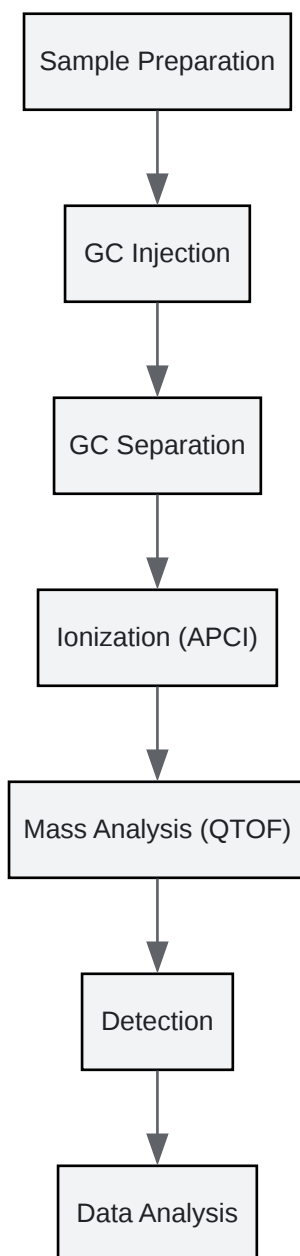 Sample Preparation
GC Injection
GC Separation
Ionization (APCI)
Mass Analysis (QTOF)
Detection
Data Analysis